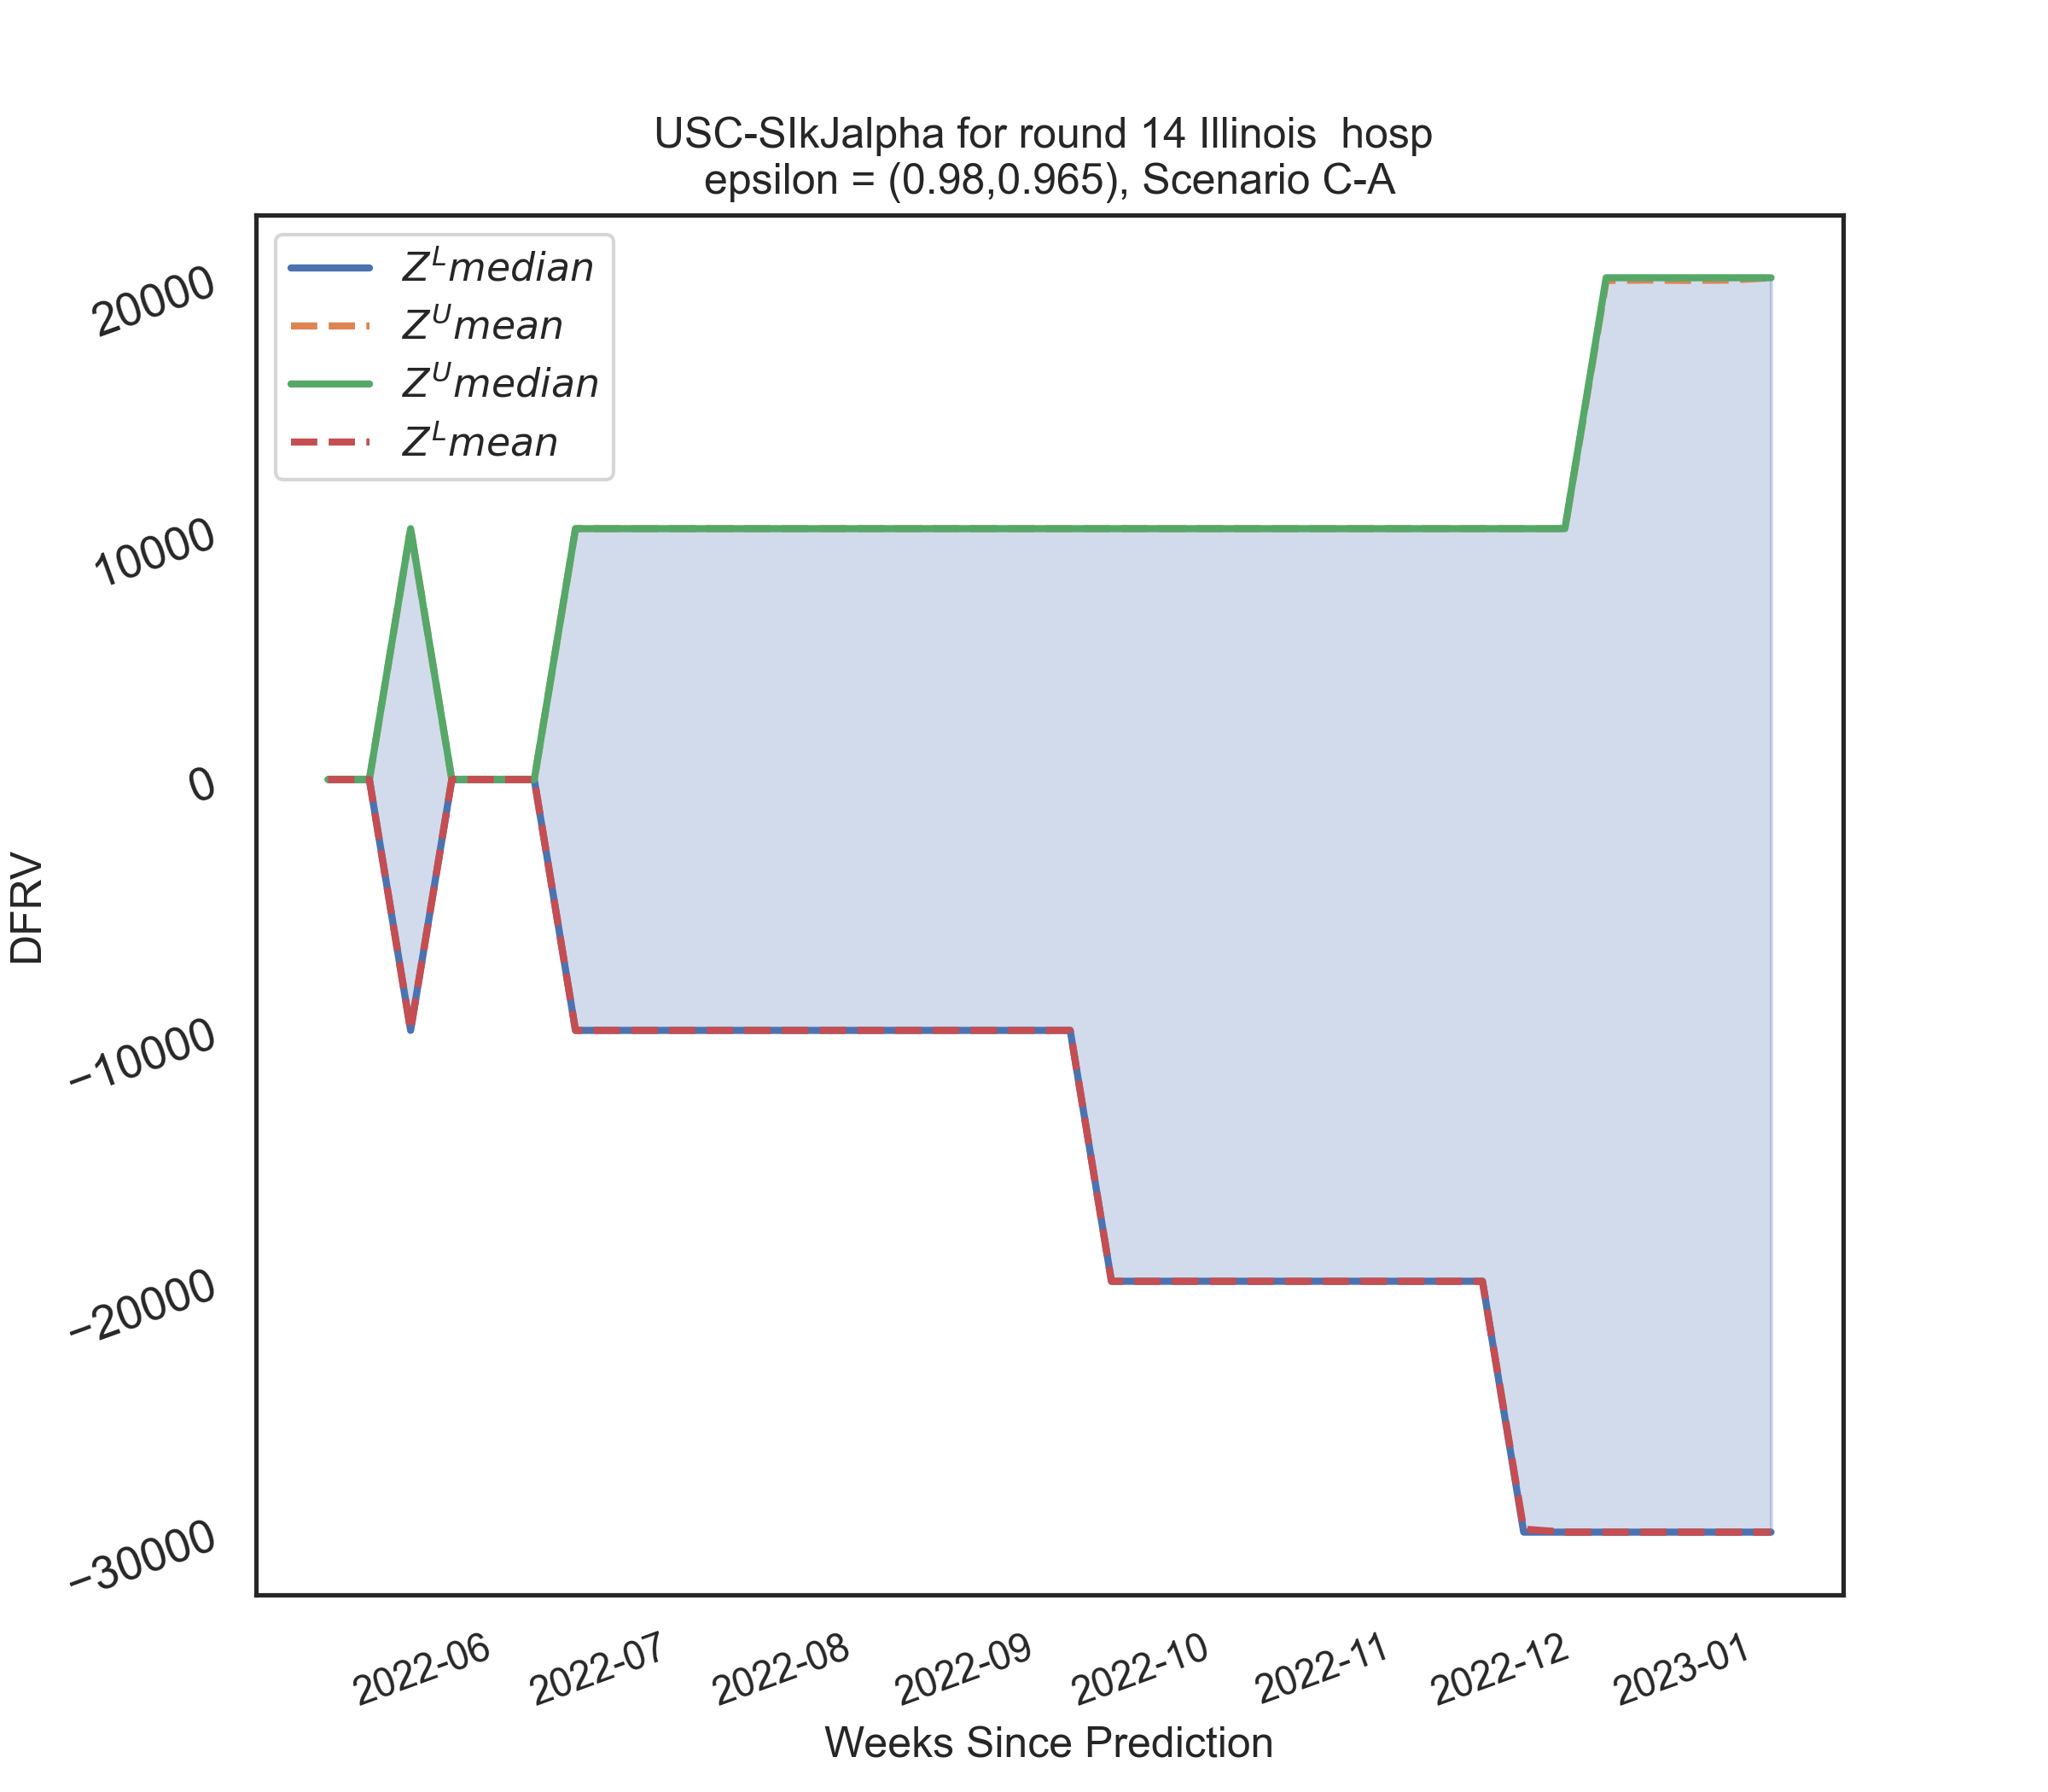 USC-SIkJalpha for round 14 Illinois  hosp
epsilon = (0.98,0.965), Scenario C-A
Z^L median
Z^U mean
Z^U median
Z^L mean
20000
10000
0
−10000
−20000
−30000
DFRV
2022-06
2022-07
2022-08
2022-09
2022-10
2022-11
2022-12
2023-01
Weeks Since Prediction